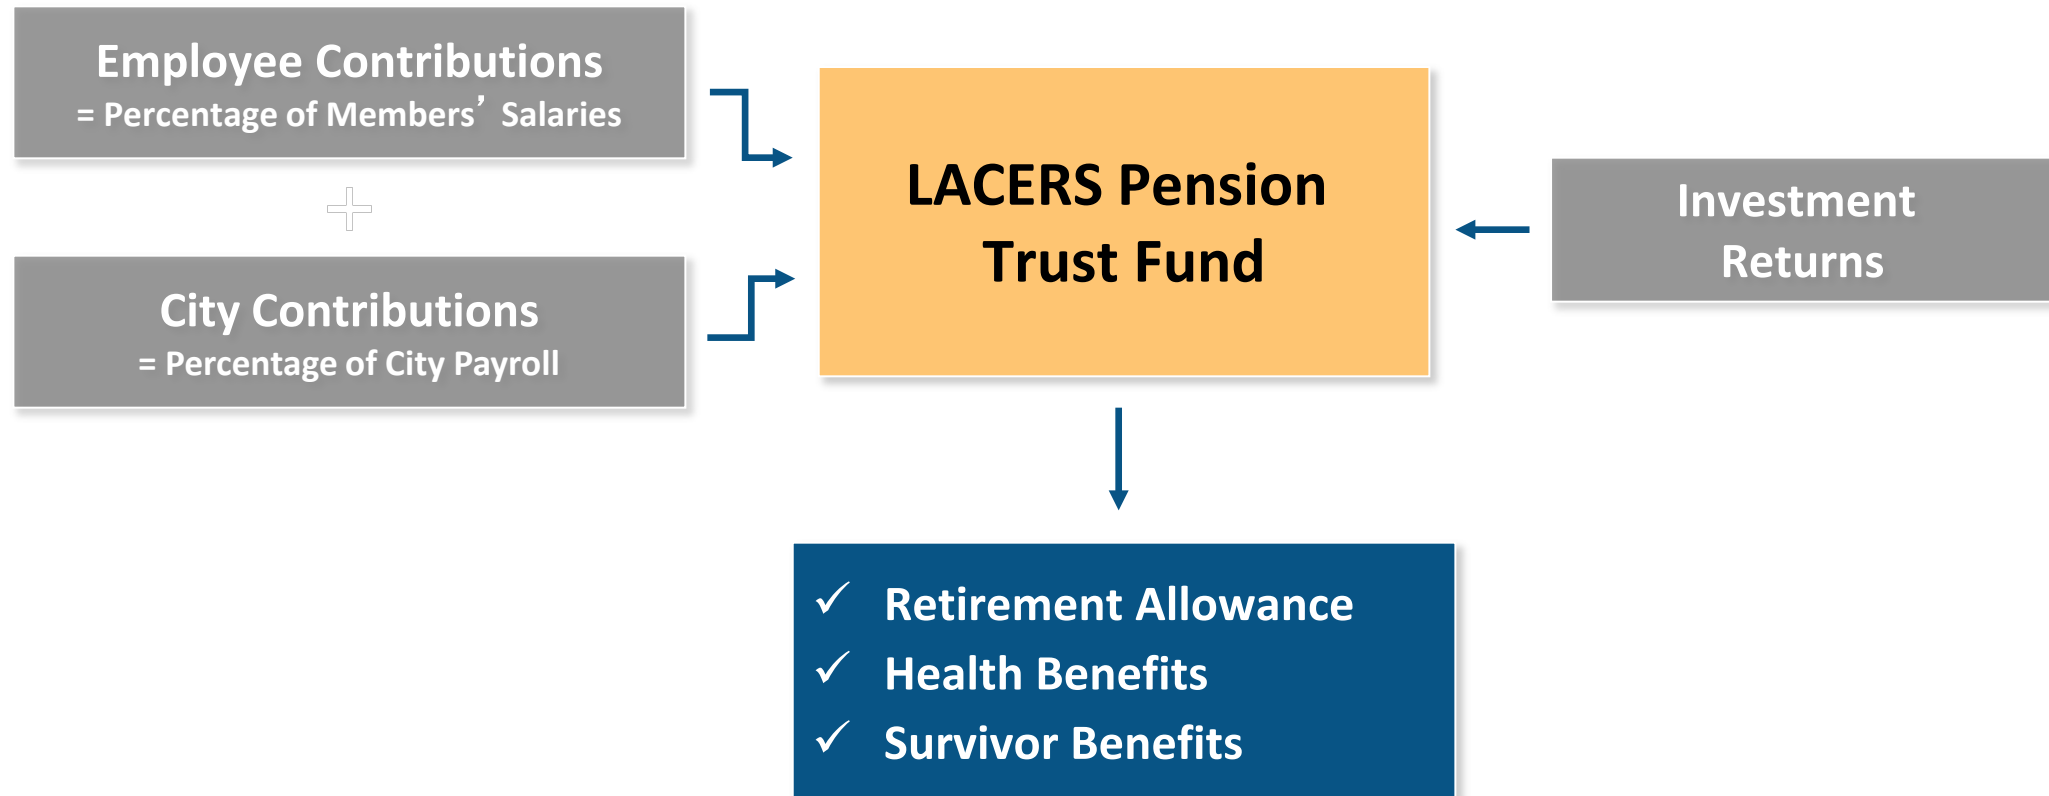 Employee Contributions
= Percentage of Members’ Salaries
City Contributions
= Percentage of City Payroll
LACERS Pension
Trust Fund
Investment
Returns
✓ Retirement Allowance
✓ Health Benefits
✓ Survivor Benefits